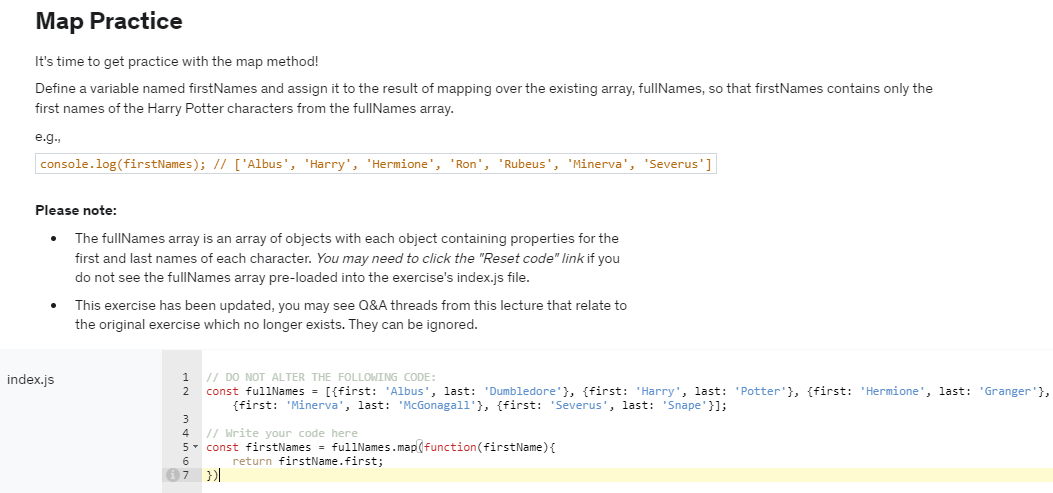 Map Practice
It's time to get practice with the map method!
Define a variable named firstNames and assign it to the result of mapping over the existing array, fullNames, so that firstNames contains only the
first names of the Harry Potter characters from the fullNames array.
e.g.,
console.log(firstNames); // ['Albus', 'Harry', 'Hermione', 'Ron', 'Rubeus', 'Minerva', 'Severus']
Please note:
• The fullNames array is an array of objects with each object containing properties for the
first and last names of each character. You may need to click the "Reset code" link if you
do not see the fullNames array pre-loaded into the exercise's index.js file.
• This exercise has been updated, you may see Q&A threads from this lecture that relate to
the original exercise which no longer exists. They can be ignored.
index.js
1 // DO NOT ALTER THE FOLLOWING CODE:
2 const fullNames = [{first: 'Albus', last: 'Dumbledore'}, {first: 'Harry', last: 'Potter'}, {first: 'Hermione', last: 'Granger'},
{first: 'Minerva', last: 'McGonagall'}, {first: 'Severus', last: 'Snape'}];
3
4 // Write your code here
5 const firstNames = fullNames.map(function(firstName){
6 return firstName.first;
7 })